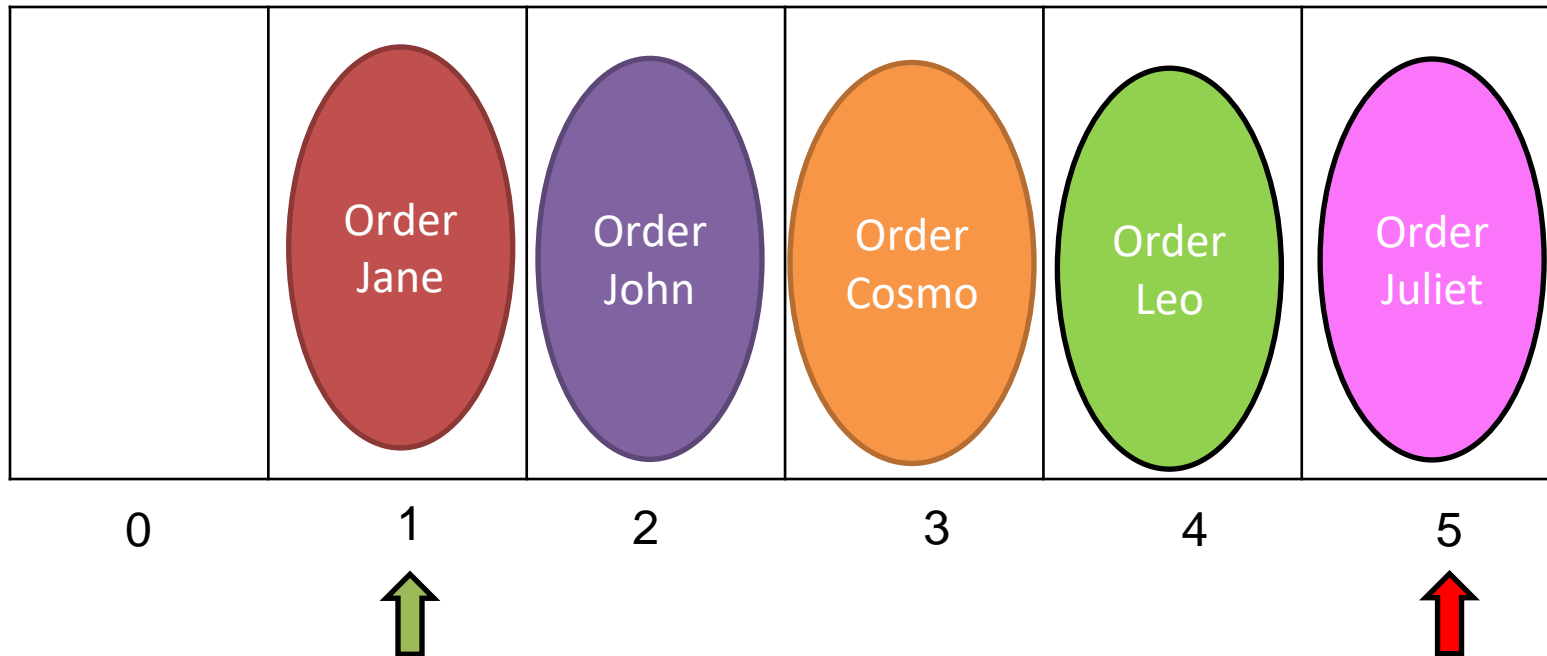 Order
Jane
Order
John
Order
Cosmo
Order
Leo
Order
Juliet
0 1 2 3 4 5